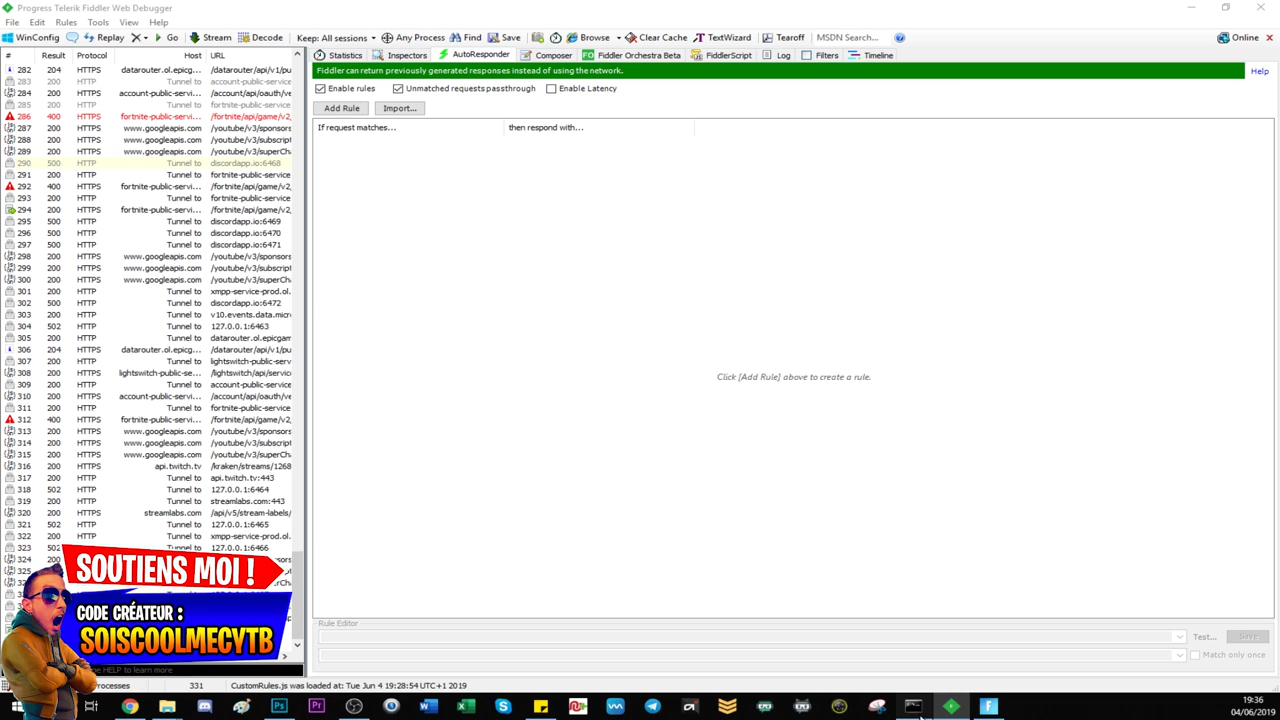 Progress Telerik Fiddler Web Debugger
File Edit Rules Tools View Help
WinConfig Replay Go Stream Decode Keep: All sessions Any Process Find Save Browse Clear Cache TextWizard Tearoff MSDN Search... Online
# Result Protocol Host URL
Statistics Inspectors AutoResponder Composer Fiddler Orchestra Beta FiddlerScript Log Filters Timeline
Fiddler can return previously generated responses instead of using the network. Help
Enable rules Unmatched requests passthrough Enable Latency
Add Rule Import...
If request matches... then respond with...
Click [Add Rule] above to create a rule.
282 204 HTTPS datarouter.ol.epicg... /datarouter/api/v1/pu
283 200 HTTP Tunnel to account-public-service
284 200 HTTPS account-public-servi... /account/api/oauth/ve
285 200 HTTP Tunnel to fortnite-public-service
286 400 HTTPS fortnite-public-servi... /fortnite/api/game/v2,
287 200 HTTPS www.googleapis.com /youtube/v3/sponsors
288 200 HTTPS www.googleapis.com /youtube/v3/subscript
289 200 HTTPS www.googleapis.com /youtube/v3/superCha
290 500 HTTP Tunnel to discordapp.io:6468
291 200 HTTP Tunnel to fortnite-public-service
292 400 HTTPS fortnite-public-servi... /fortnite/api/game/v2,
293 200 HTTP Tunnel to fortnite-public-service
294 200 HTTPS fortnite-public-servi... /fortnite/api/game/v2,
295 500 HTTP Tunnel to discordapp.io:6469
296 500 HTTP Tunnel to discordapp.io:6470
297 500 HTTP Tunnel to discordapp.io:6471
298 200 HTTPS www.googleapis.com /youtube/v3/sponsors
299 200 HTTPS www.googleapis.com /youtube/v3/subscript
300 200 HTTPS www.googleapis.com /youtube/v3/superCha
301 200 HTTP Tunnel to xmpp-service-prod.ol.
302 500 HTTP Tunnel to discordapp.io:6472
303 200 HTTP Tunnel to v10.events.data.micr
304 502 HTTP Tunnel to 127.0.0.1:6463
305 200 HTTP Tunnel to datarouter.ol.epicgam
306 204 HTTPS datarouter.ol.epicg... /datarouter/api/v1/pu
307 200 HTTP Tunnel to lightswitch-public-serv
308 200 HTTPS lightswitch-public-se... /lightswitch/api/service
309 200 HTTP Tunnel to account-public-service
310 200 HTTPS account-public-servi... /account/api/oauth/ve
311 200 HTTP Tunnel to fortnite-public-service
312 400 HTTPS fortnite-public-servi... /fortnite/api/game/v2,
313 200 HTTPS www.googleapis.com /youtube/v3/sponsors
314 200 HTTPS www.googleapis.com /youtube/v3/subscript
315 200 HTTPS www.googleapis.com /youtube/v3/superCha
316 200 HTTPS api.twitch.tv /kraken/streams/1268
317 200 HTTP Tunnel to api.twitch.tv:443
318 502 HTTP Tunnel to 127.0.0.1:6464
319 200 HTTP Tunnel to streamlabs.com:443
320 200 HTTPS streamlabs.com /api/v5/stream-labels/
321 502 HTTP Tunnel to 127.0.0.1:6465
322 200 HTTP Tunnel to xmpp-service-prod.ol.
323 502 HTTP Tunnel to 127.0.0.1:6466
SOUTIENS MOI !
CODE CRÉATEUR :
SOISCOOLMECYTB
HELP to learn more
Rule Editor
Test... Save
Match only once
331 CustomRules.js was loaded at: Tue Jun 4 19:28:54 UTC+1 2019
19:36
04/06/2019